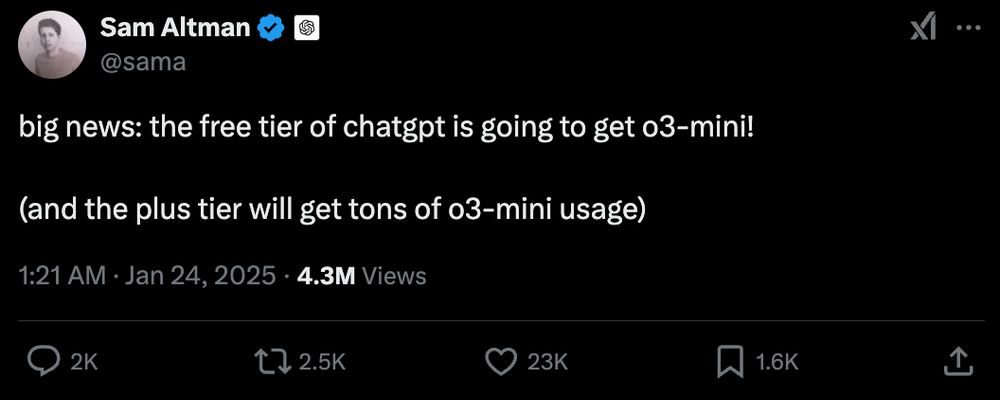 Sam Altman
@sama
big news: the free tier of chatgpt is going to get o3-mini!
(and the plus tier will get tons of o3-mini usage)
1:21 AM · Jan 24, 2025 · 4.3M Views
2K 2.5K 23K 1.6K